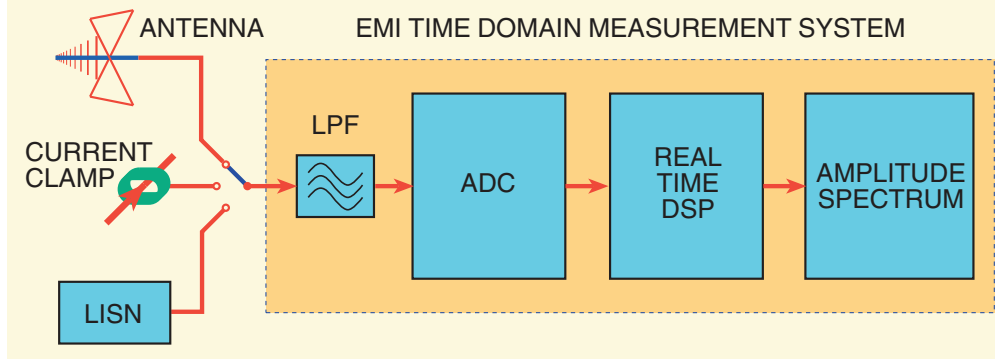 ANTENNA
EMI TIME DOMAIN MEASUREMENT SYSTEM
CURRENT
CLAMP
LPF
ADC
REAL
TIME
DSP
AMPLITUDE
SPECTRUM
LISN